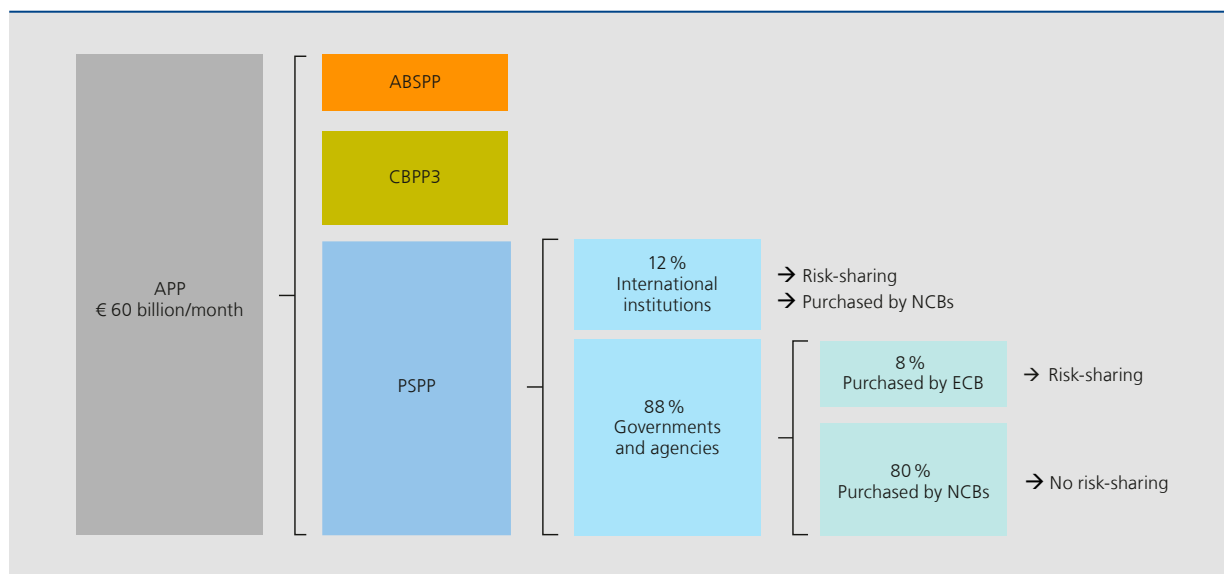 ABSPP
CBPP3
APP
€ 60 billion/month
PSPP
12 %
International
institutions
→ Risk-sharing
→ Purchased by NCBs
88 %
Governments
and agencies
8 %
Purchased by ECB
→ Risk-sharing
80 %
Purchased by NCBs
→ No risk-sharing